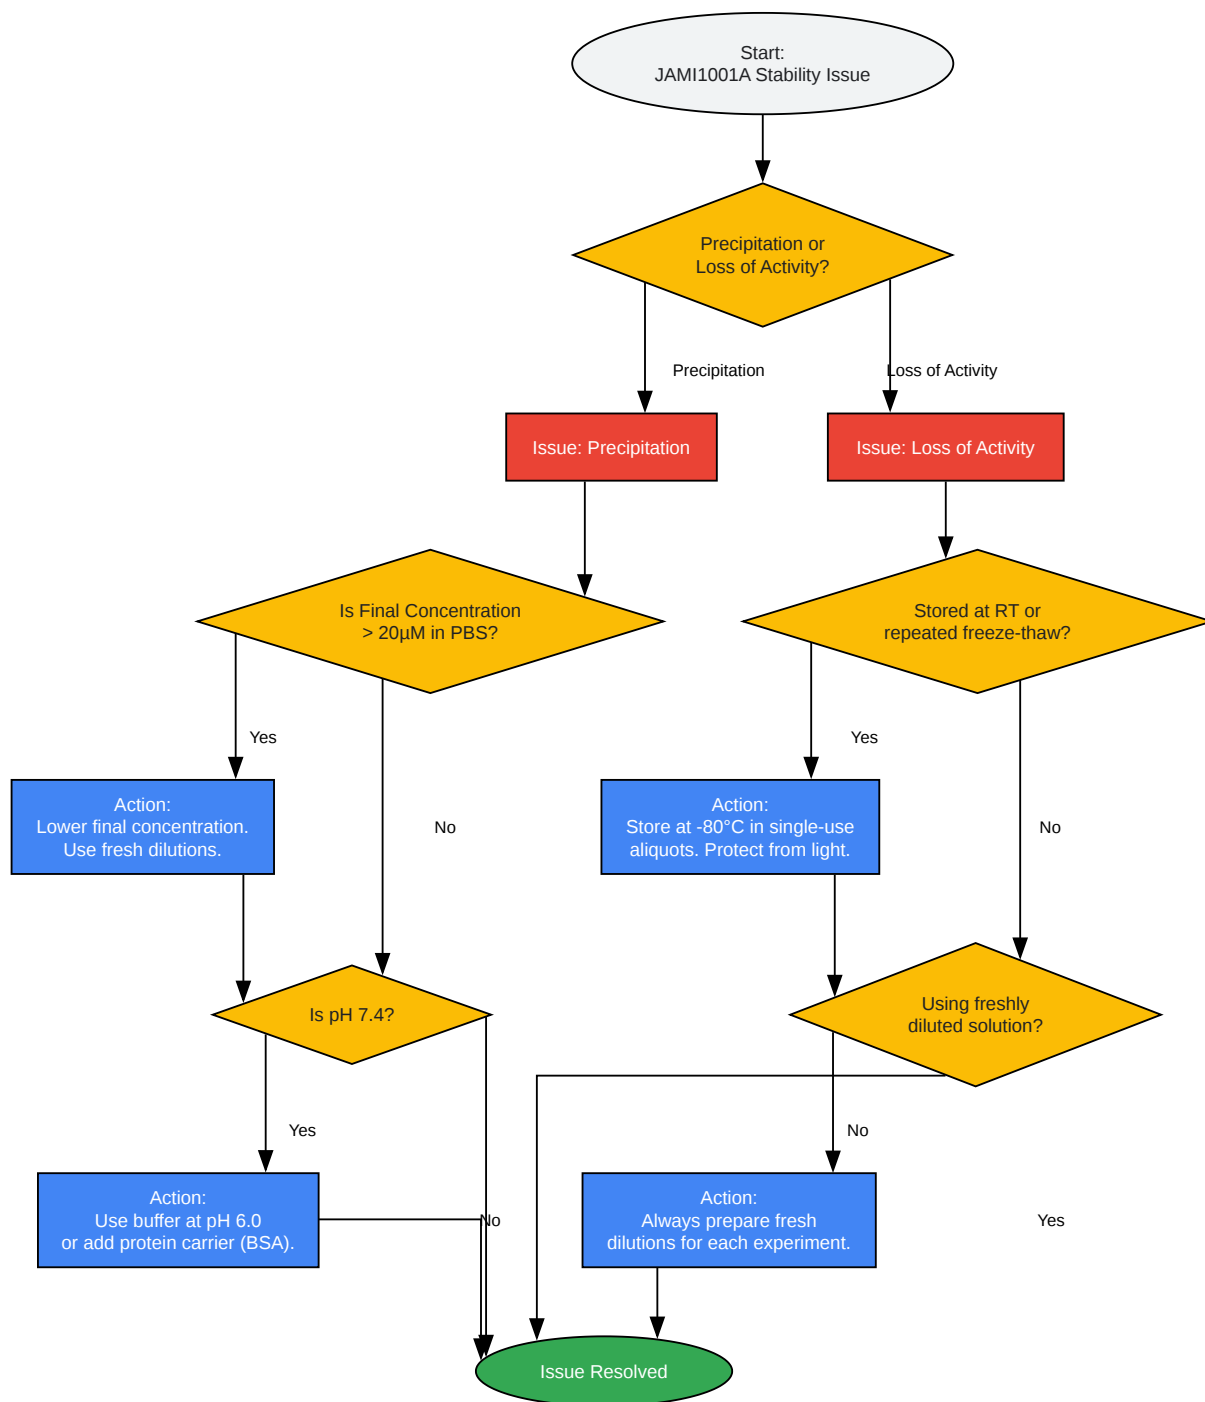 Start:
JAMI1001A Stability Issue
Precipitation or
Loss of Activity?
Precipitation
Loss of Activity
Issue: Precipitation
Issue: Loss of Activity
Is Final Concentration
> 20µM in PBS?
Stored at RT or
repeated freeze-thaw?
Yes
Yes
Action:
Lower final concentration.
Use fresh dilutions.
No
Action:
Store at -80°C in single-use
aliquots. Protect from light.
No
Is pH 7.4?
Using freshly
diluted solution?
Yes
No
Action:
Use buffer at pH 6.0
or add protein carrier (BSA).
No
Action:
Always prepare fresh
dilutions for each experiment.
Yes
Issue Resolved